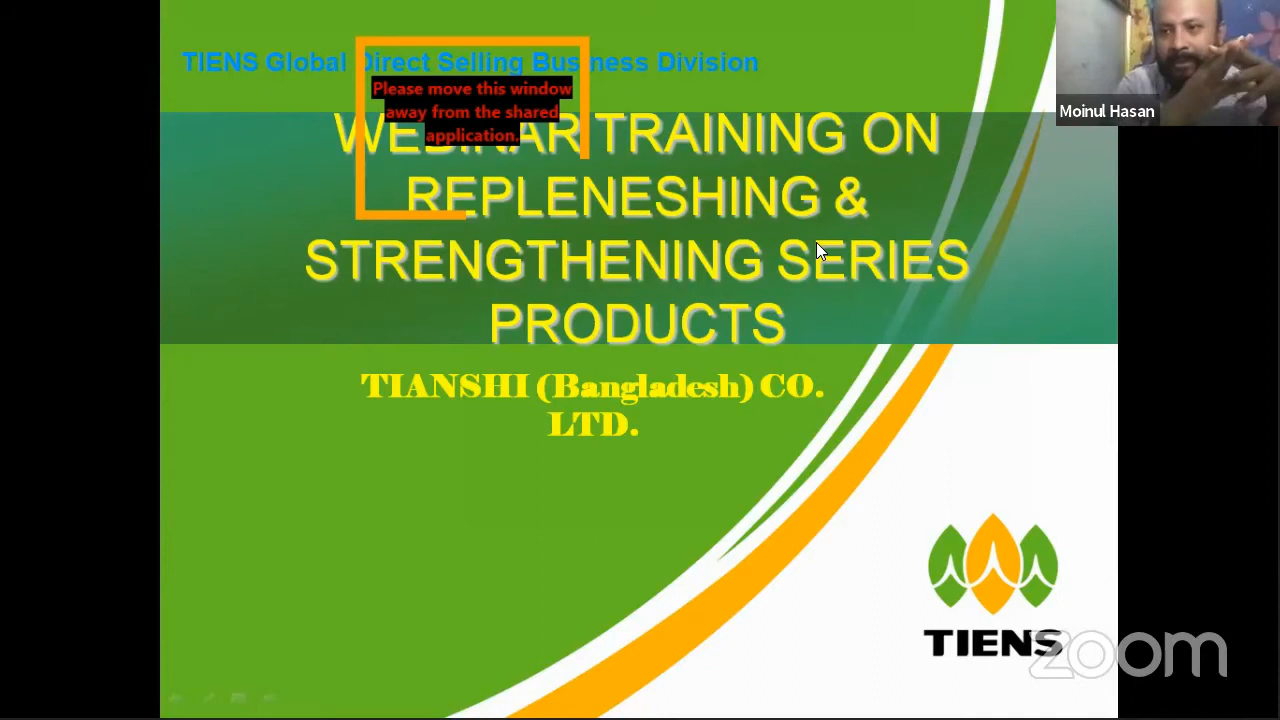 TIENS Global Direct Selling Business Division
Please move this window
away from the shared
application.
WEBINAR TRAINING ON
REPLENESHING &
STRENGTHENING SERIES
PRODUCTS
TIANSHI (Bangladesh) CO.
LTD.
Moinul Hasan
TIENS
zoom